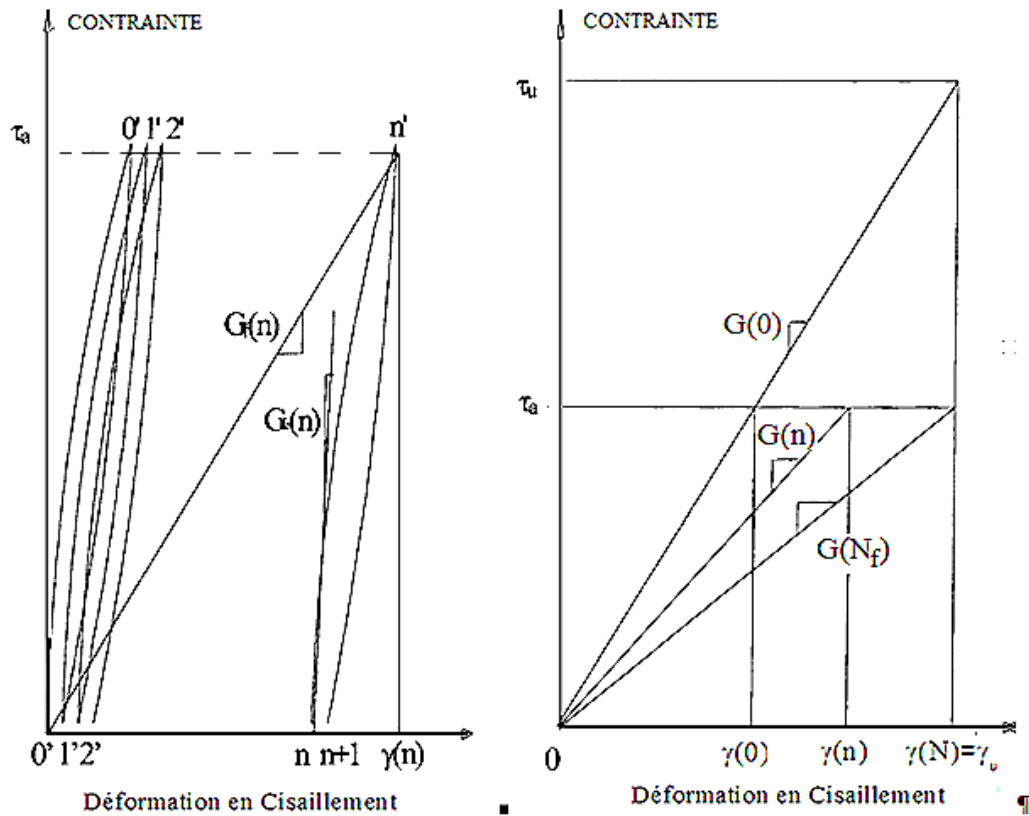 CONTRAINTE
τa
0' 1' 2'
n'
G(n)
G(n)
0' 1' 2'
n n+1 γ(n)
Déformation en Cisaillement
CONTRAINTE
τu
G(0)
τa
G(n)
G(Nf)
0 γ(0) γ(n) γ(N)=γu
Déformation en Cisaillement
¶